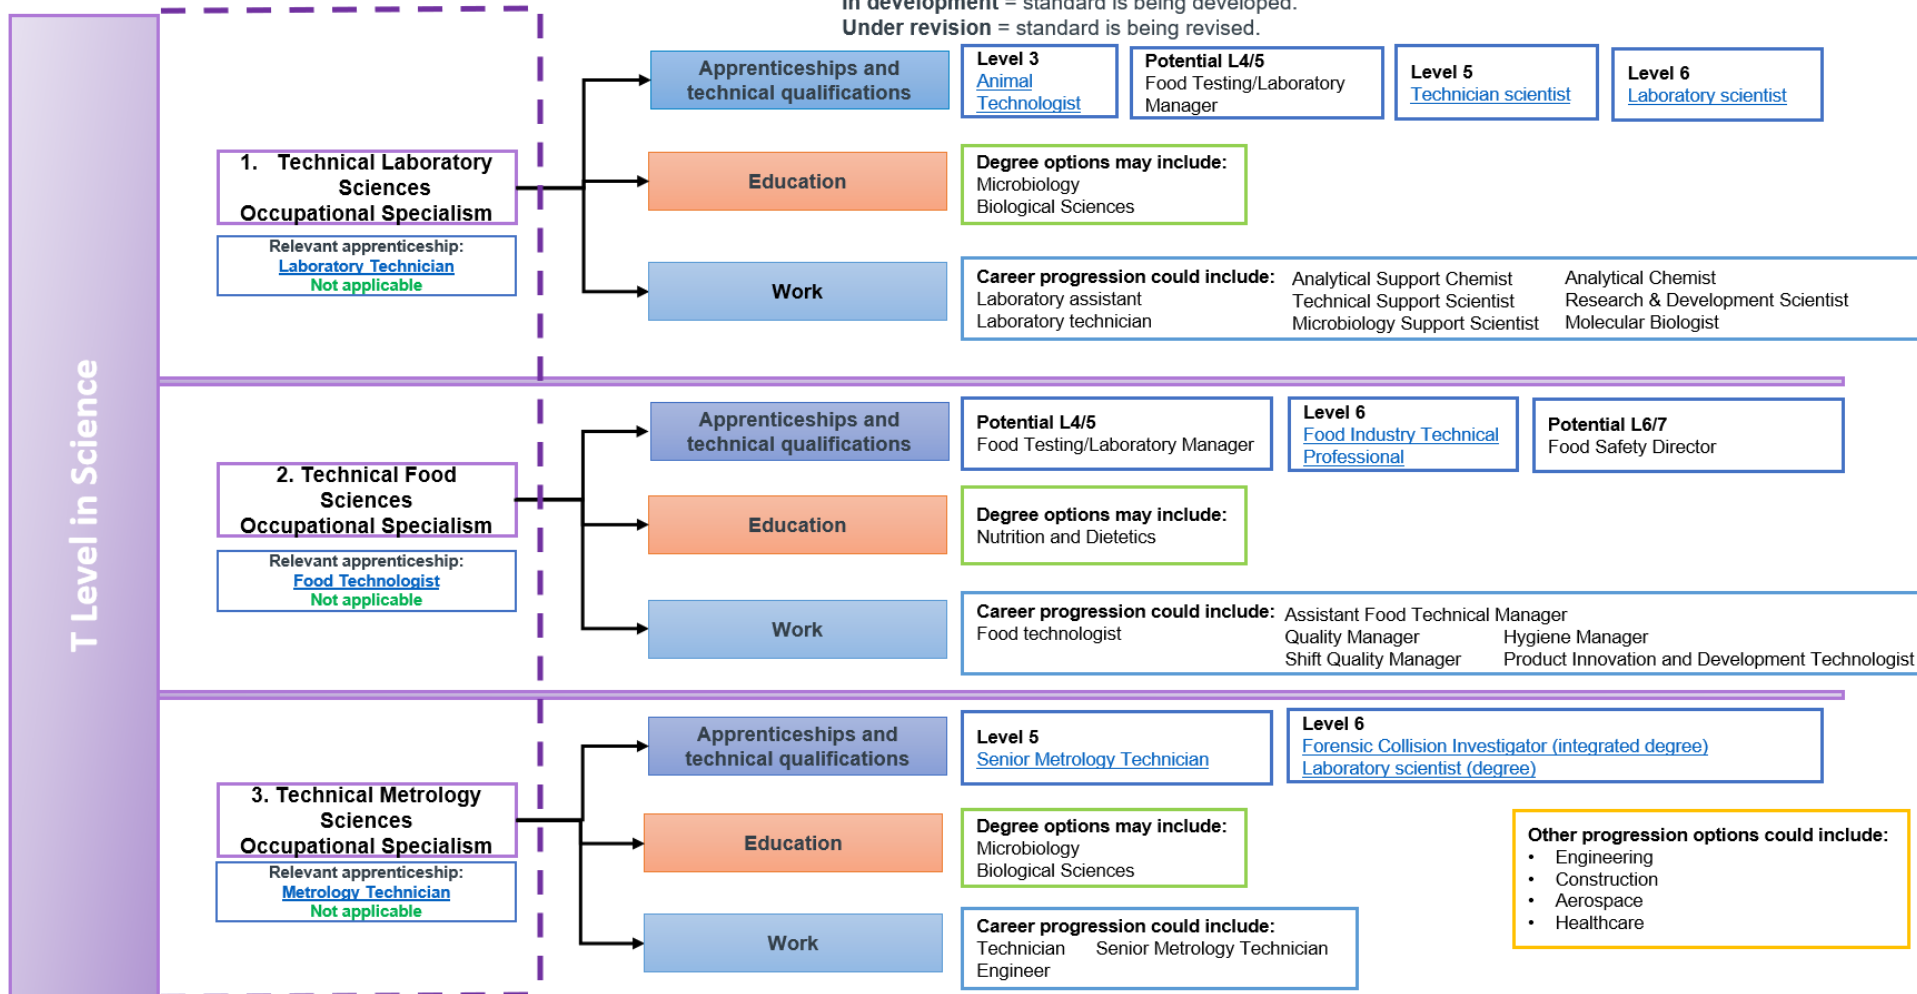 In development = standard is being developed.
Under revision = standard is being revised.
T Level in Science
1. Technical Laboratory
Sciences
Occupational Specialism
Relevant apprenticeship:
Laboratory Technician
Not applicable
Apprenticeships and
technical qualifications
Level 3
Animal
Technologist
Potential L4/5
Food Testing/Laboratory
Manager
Level 5
Technician scientist
Level 6
Laboratory scientist
Education
Degree options may include:
Microbiology
Biological Sciences
Work
Career progression could include:
Laboratory assistant
Laboratory technician
Analytical Support Chemist
Technical Support Scientist
Microbiology Support Scientist
Analytical Chemist
Research & Development Scientist
Molecular Biologist
2. Technical Food
Sciences
Occupational Specialism
Relevant apprenticeship:
Food Technologist
Not applicable
Apprenticeships and
technical qualifications
Potential L4/5
Food Testing/Laboratory Manager
Level 6
Food Industry Technical
Professional
Potential L6/7
Food Safety Director
Education
Degree options may include:
Nutrition and Dietetics
Work
Career progression could include:
Food technologist
Assistant Food Technical Manager
Quality Manager
Shift Quality Manager
Hygiene Manager
Product Innovation and Development Technologist
3. Technical Metrology
Sciences
Occupational Specialism
Relevant apprenticeship:
Metrology Technician
Not applicable
Apprenticeships and
technical qualifications
Level 5
Senior Metrology Technician
Level 6
Forensic Collision Investigator (integrated degree)
Laboratory scientist (degree)
Education
Degree options may include:
Microbiology
Biological Sciences
Work
Career progression could include:
Technician Senior Metrology Technician
Engineer
Other progression options could include:
• Engineering
• Construction
• Aerospace
• Healthcare